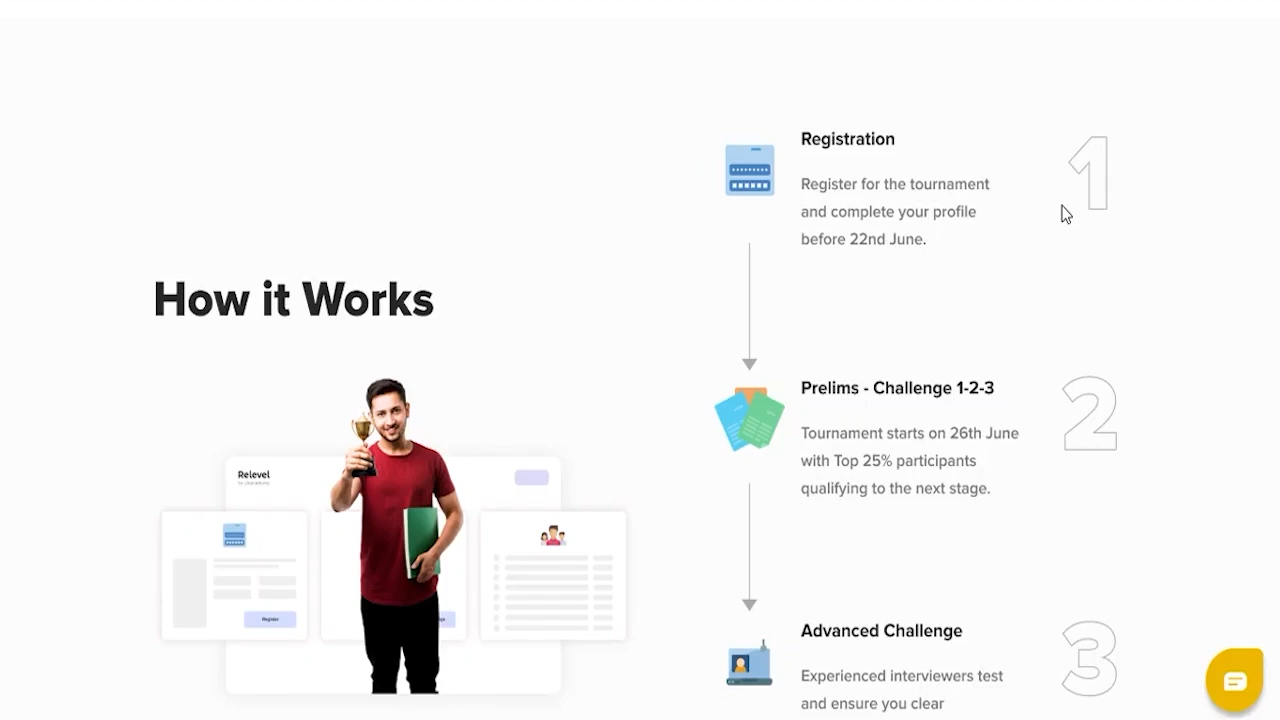 How it Works
Relevel
Register
Registration
Register for the tournament
and complete your profile
before 22nd June.
1
Prelims - Challenge 1-2-3
Tournament starts on 26th June
with Top 25% participants
qualifying to the next stage.
2
Advanced Challenge
Experienced interviewers test
and ensure you clear
3